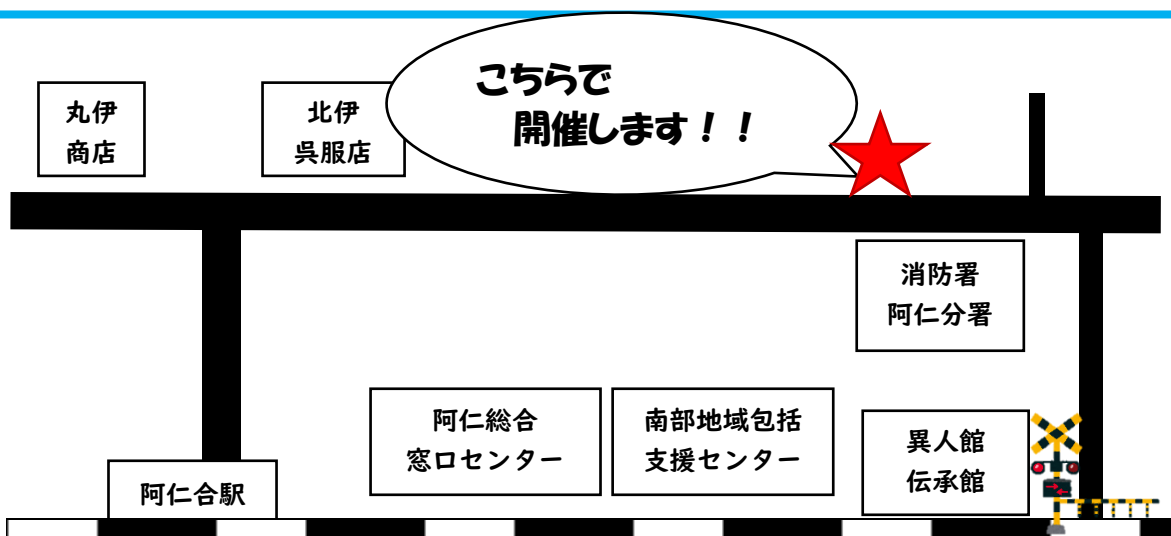 丸伊
商店
北伊
呉服店
こちらで
開催します！！
消防署
阿仁分署
阿仁総合
窓口センター
南部地域包括
支援センター
異人館
伝承館
阿仁合駅